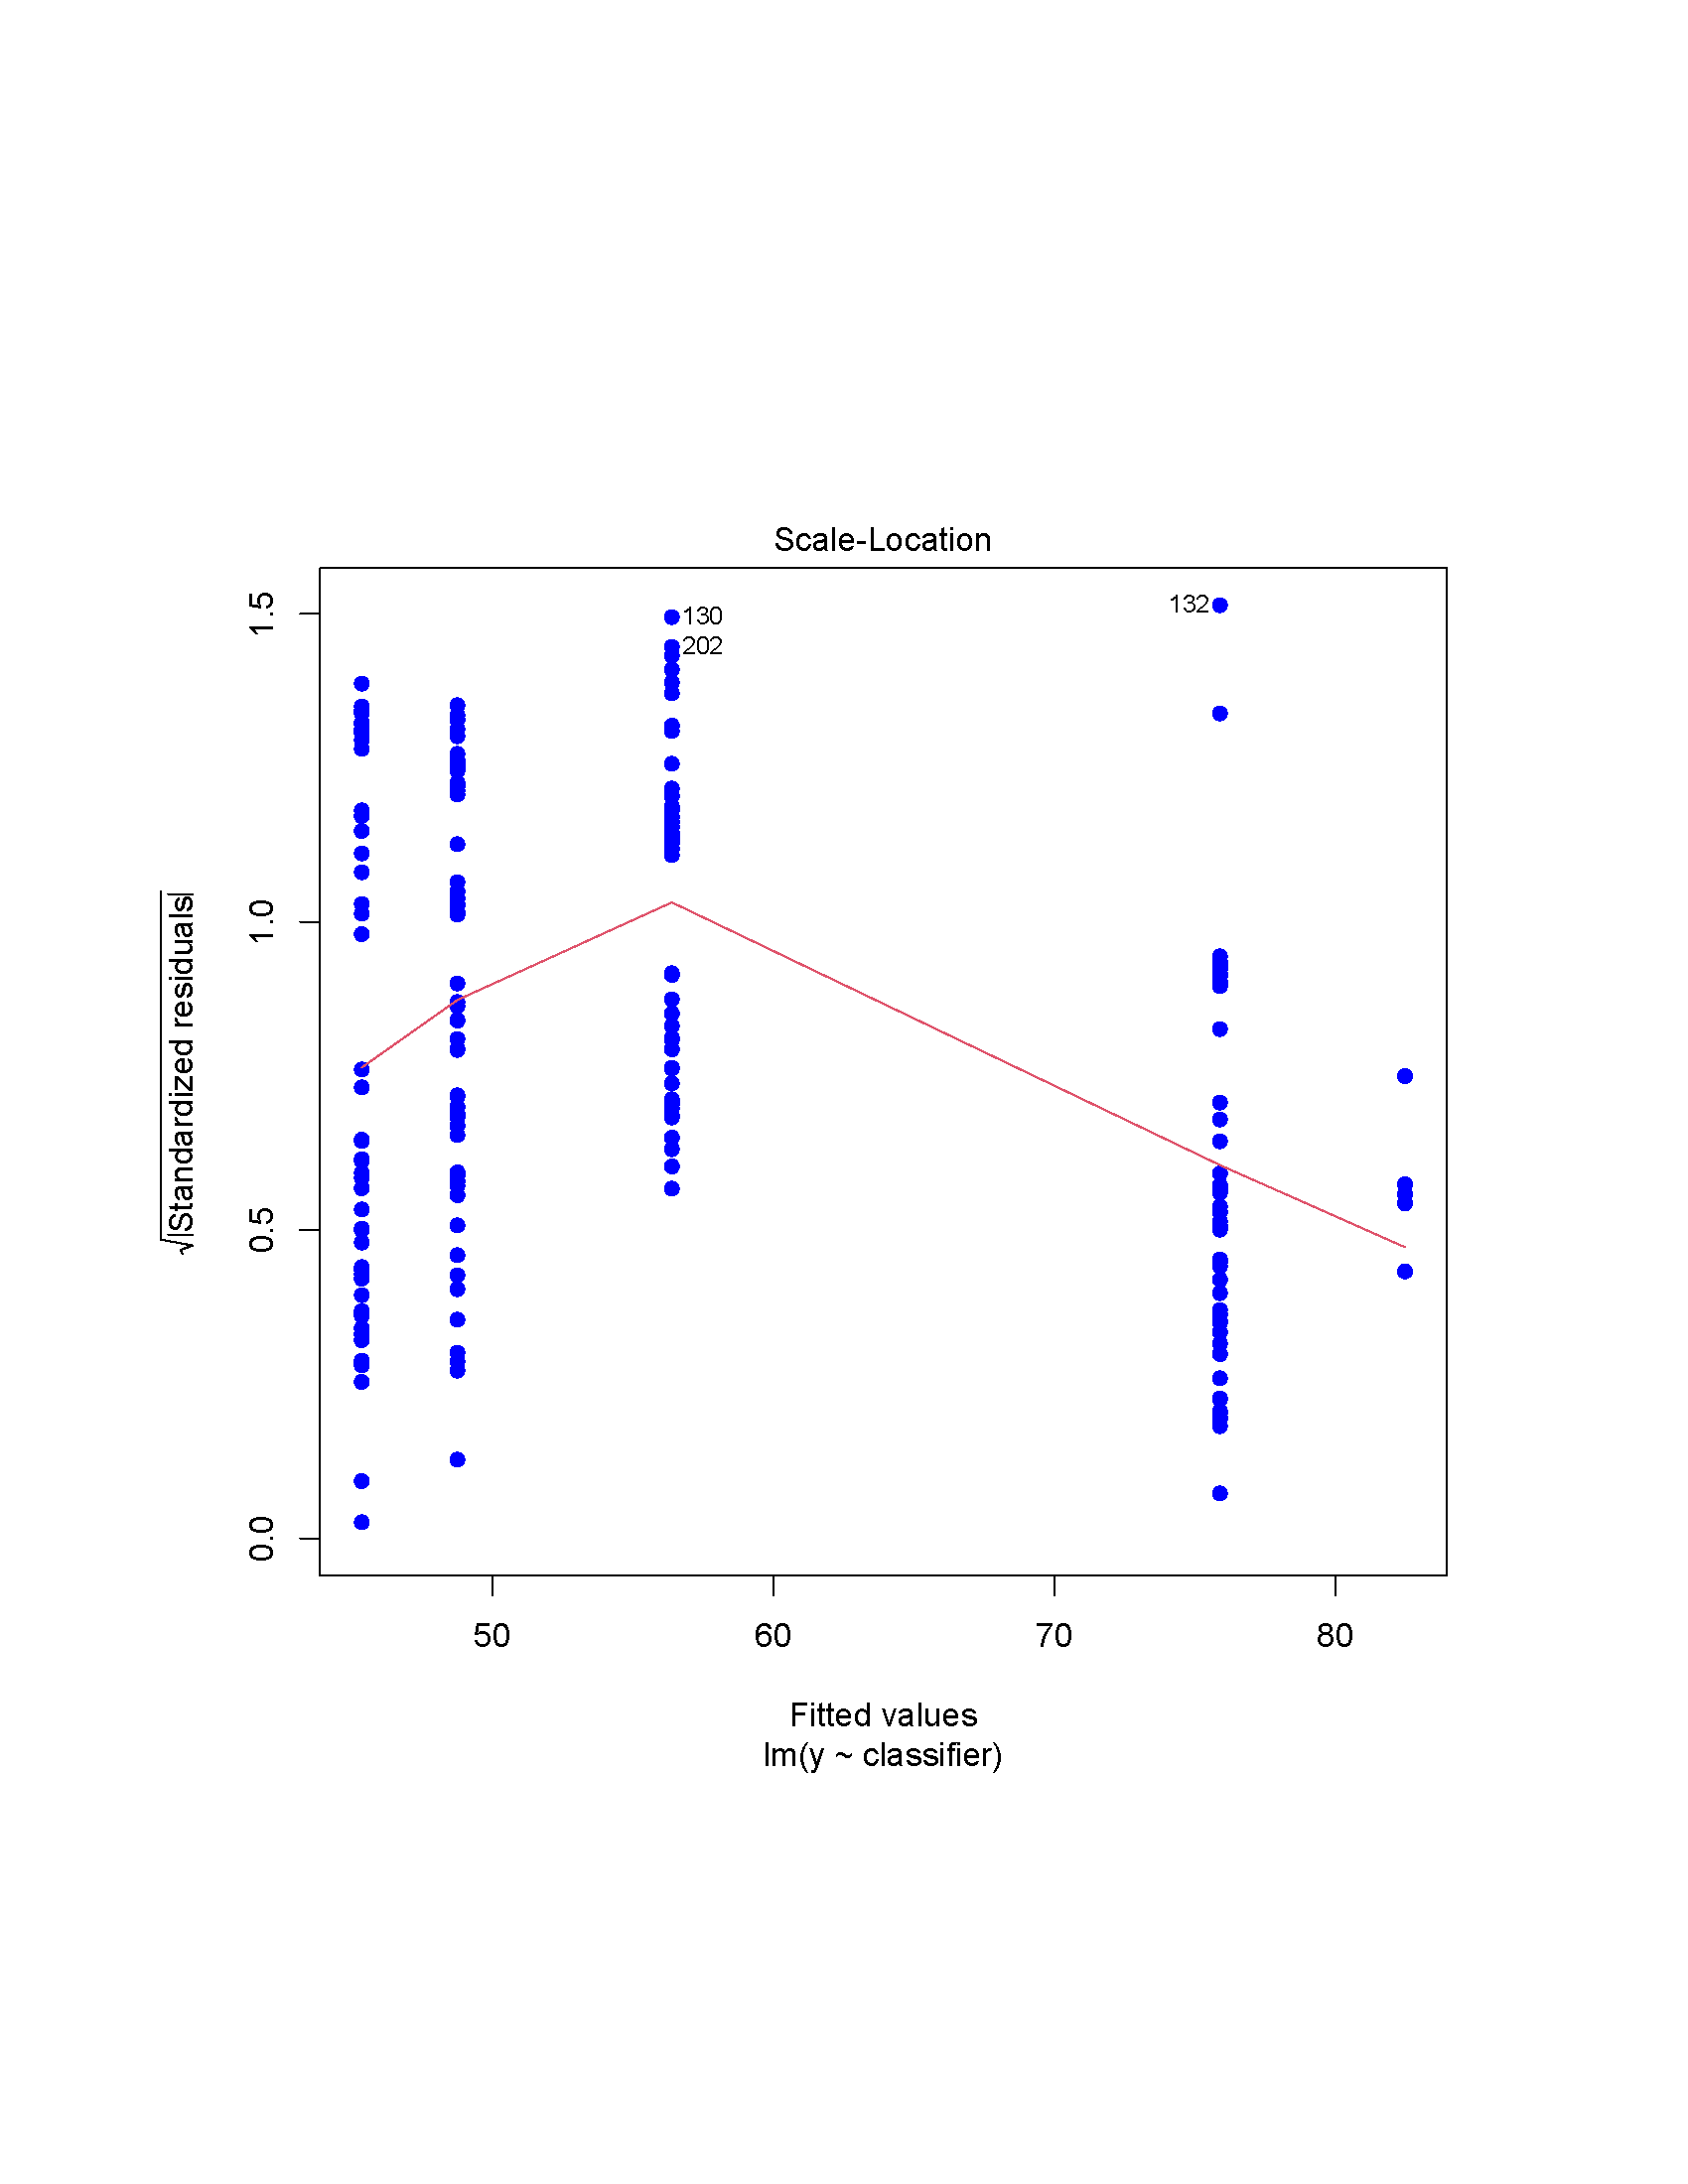 Scale-Location
130
202
132
1.5
1.0
0.5
0.0
√|Standardized residuals|
50 60 70 80
Fitted values
lm(y ~ classifier)